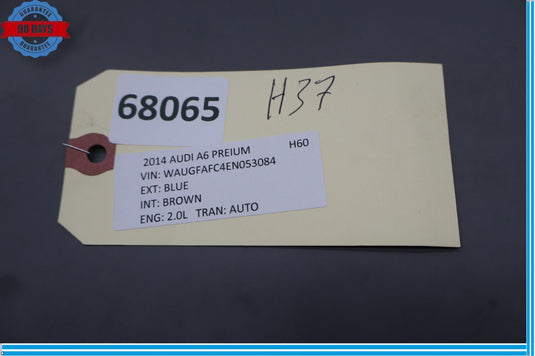 GUARANTEE
90 DAYS
GUARANTEE
68065
H37
2014 AUDI A6 PREIUM H60
VIN: WAUGFAFC4EN053084
EXT: BLUE
INT: BROWN
ENG: 2.0L TRAN: AUTO